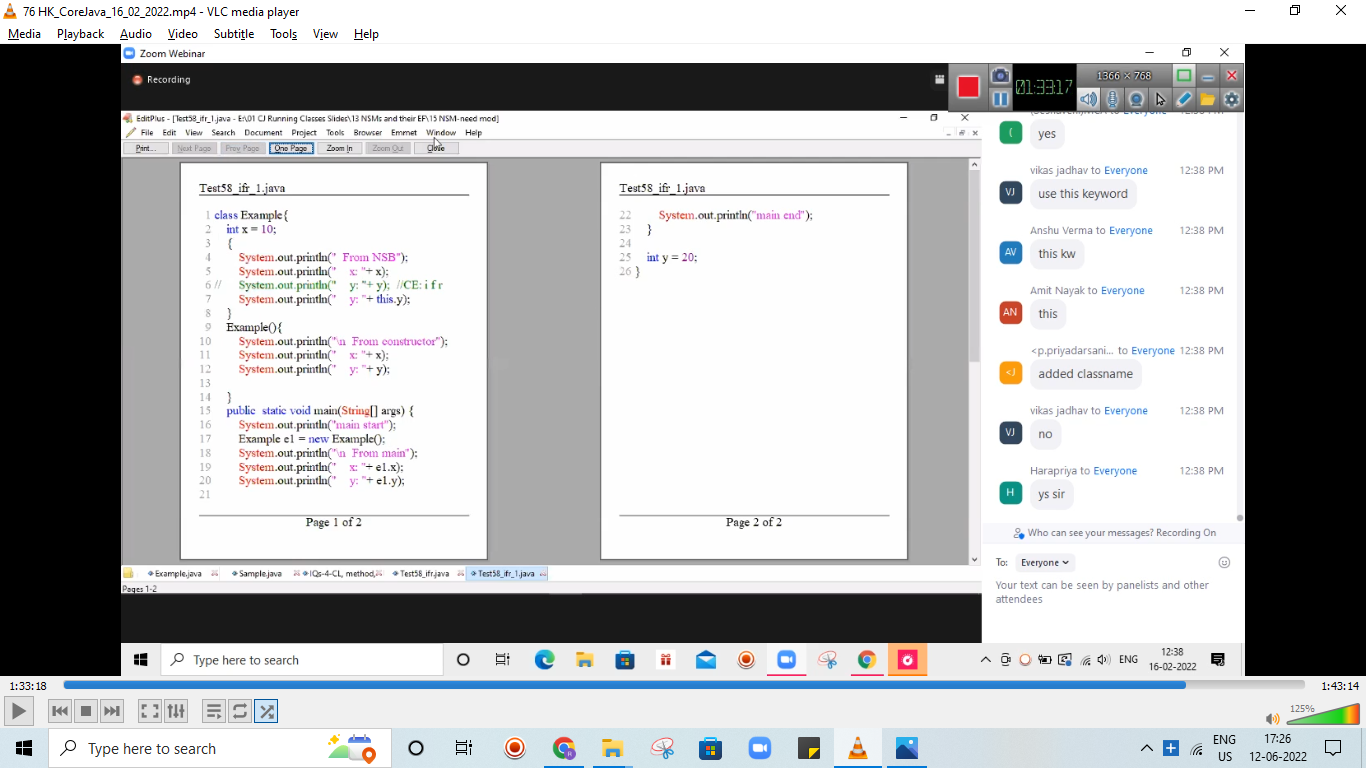 76 HK_CoreJava_16_02_2022.mp4 - VLC media player
Media Playback Audio Video Subtitle Tools View Help
Zoom Webinar
Recording
01:33:17
1366 × 768
EditPlus - [Test58_ifr_1.java - E:\01 CJ Running Classes Slides\13 NSMs and their EF\15 NSM-need mod]
File Edit View Search Document Project Tools Browser Emmet Window Help
Print... Next Page Prev Page One Page Zoom In Zoom Out Close
Test58_ifr_1.java
1 class Example{
2 int x = 10;
3 {
4 System.out.println(" From NSB");
5 System.out.println(" x: "+ x);
6 // System.out.println(" y: "+ y); //CE: i f r
7 System.out.println(" y: "+ this.y);
8 }
9 Example(){
10 System.out.println("\n From constructor");
11 System.out.println(" x: "+ x);
12 System.out.println(" y: "+ y);
13
14 }
15 public static void main(String[] args) {
16 System.out.println("main start");
17 Example e1 = new Example();
18 System.out.println("\n From main");
19 System.out.println(" x: "+ e1.x);
20 System.out.println(" y: "+ e1.y);
21
Page 1 of 2
Test58_ifr_1.java
22 System.out.println("main end");
23 }
24
25 int y = 20;
26 }
Page 2 of 2
Example.java Sample.java IQs-4-CL, method, Test58_ifr.java Test58_ifr_1.java
Pages 1-2
(
yes
vikas jadhav to Everyone 12:38 PM
VJ
use this keyword
Anshu Verma to Everyone 12:38 PM
AV
this kw
Amit Nayak to Everyone 12:38 PM
AN
this
<p.priyadarsani... to Everyone 12:38 PM
<J
added classname
vikas jadhav to Everyone 12:38 PM
VJ
no
Harapriya to Everyone 12:38 PM
H
ys sir
Who can see your messages? Recording On
To: Everyone
Your text can be seen by panelists and other
attendees
Type here to search
ENG
12:38
16-02-2022
1:33:18
1:43:14
125%
Type here to search
ENG
US
17:26
12-06-2022